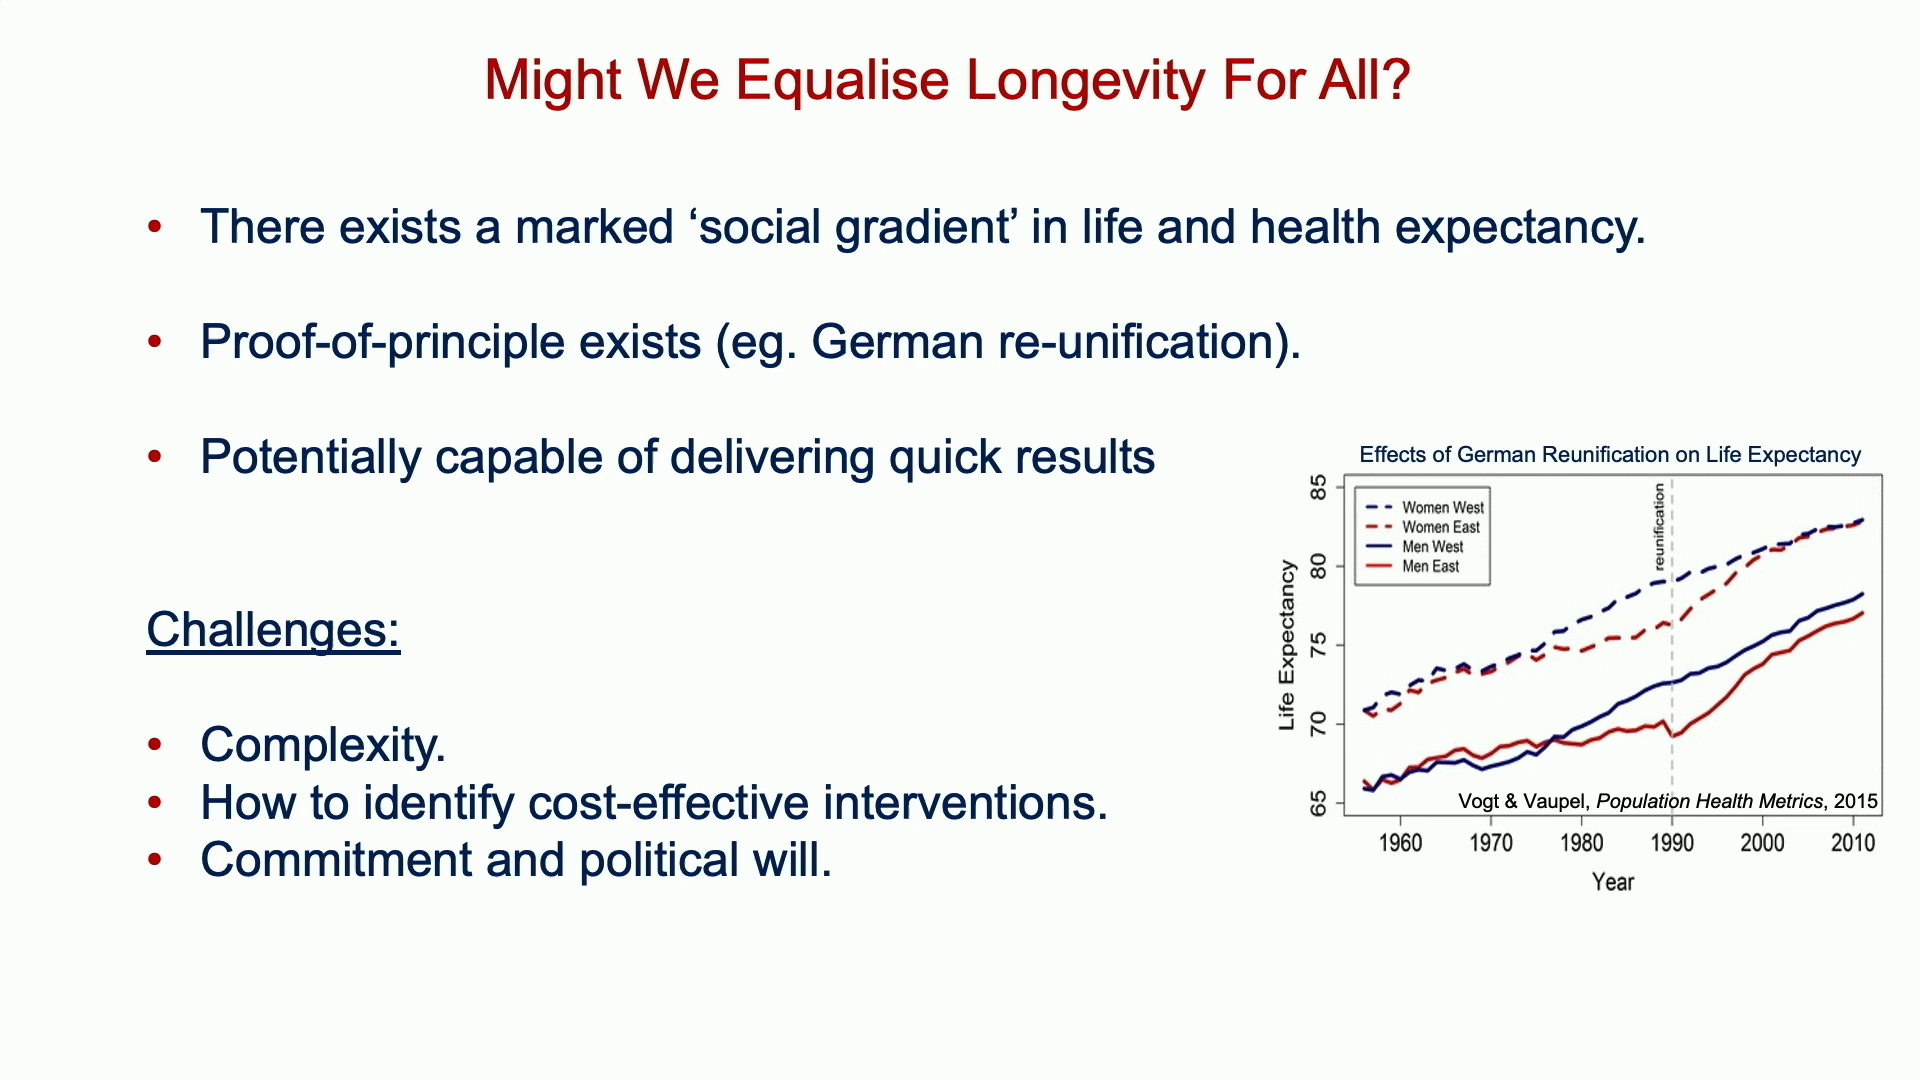 Might We Equalise Longevity For All?
• There exists a marked ‘social gradient’ in life and health expectancy.
• Proof-of-principle exists (eg. German re-unification).
• Potentially capable of delivering quick results
Challenges:
• Complexity.
• How to identify cost-effective interventions.
• Commitment and political will.
Effects of German Reunification on Life Expectancy
Women West
Women East
Men West
Men East
reunification
Life Expectancy
85
80
75
70
65
Vogt & Vaupel, Population Health Metrics, 2015
1960 1970 1980 1990 2000 2010
Year